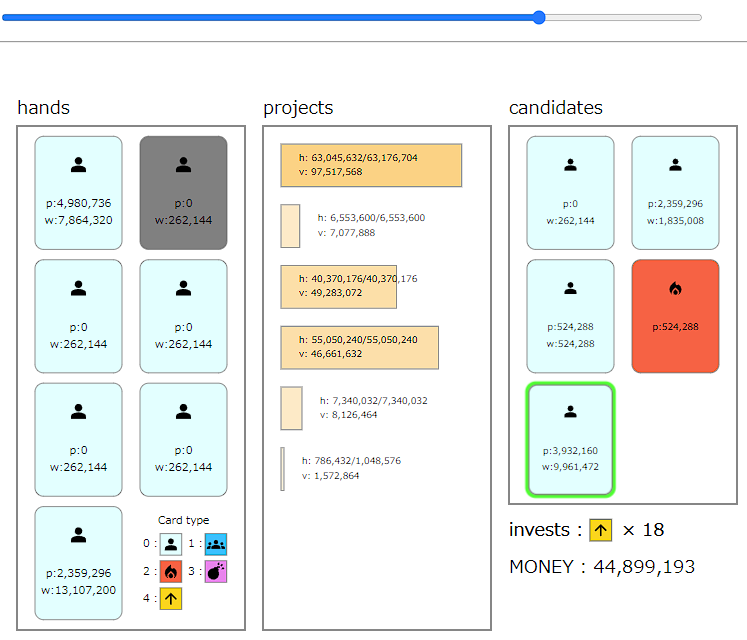 hands
projects
candidates
p:4,980,736
w:7,864,320
p:0
w:262,144
p:0
w:262,144
p:0
w:262,144
p:0
w:262,144
p:0
w:262,144
p:2,359,296
w:13,107,200
Card type
0 :
1 :
2 :
3 :
4 :
h: 63,045,632/63,176,704
v: 97,517,568
h: 6,553,600/6,553,600
v: 7,077,888
h: 40,370,176/40,370,176
v: 49,283,072
h: 55,050,240/55,050,240
v: 46,661,632
h: 7,340,032/7,340,032
v: 8,126,464
h: 786,432/1,048,576
v: 1,572,864
p:0
w:262,144
p:2,359,296
w:1,835,008
p:524,288
w:524,288
p:524,288
p:3,932,160
w:9,961,472
invests : × 18
MONEY : 44,899,193